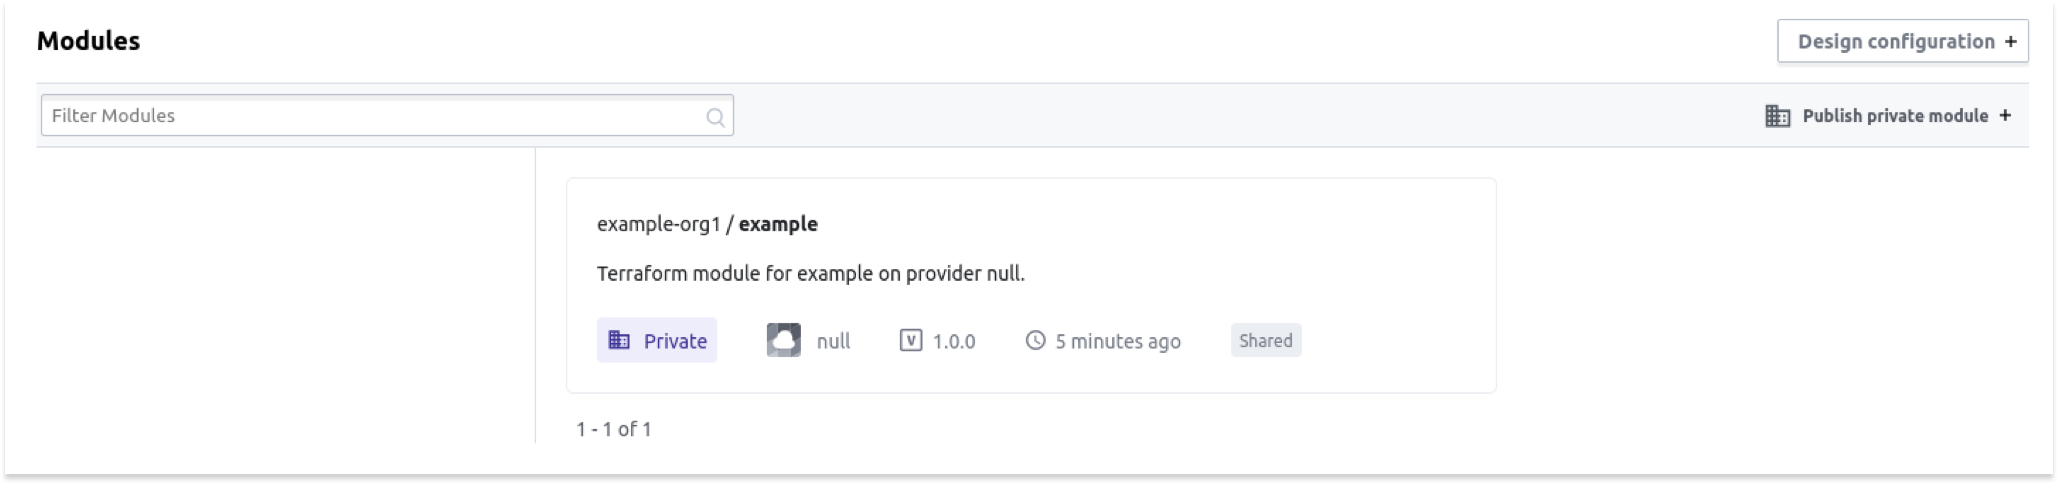 Modules
Design configuration +
Filter Modules
Publish private module +
example-org1 / example
Terraform module for example on provider null.
Private null V 1.0.0 5 minutes ago Shared
1 - 1 of 1